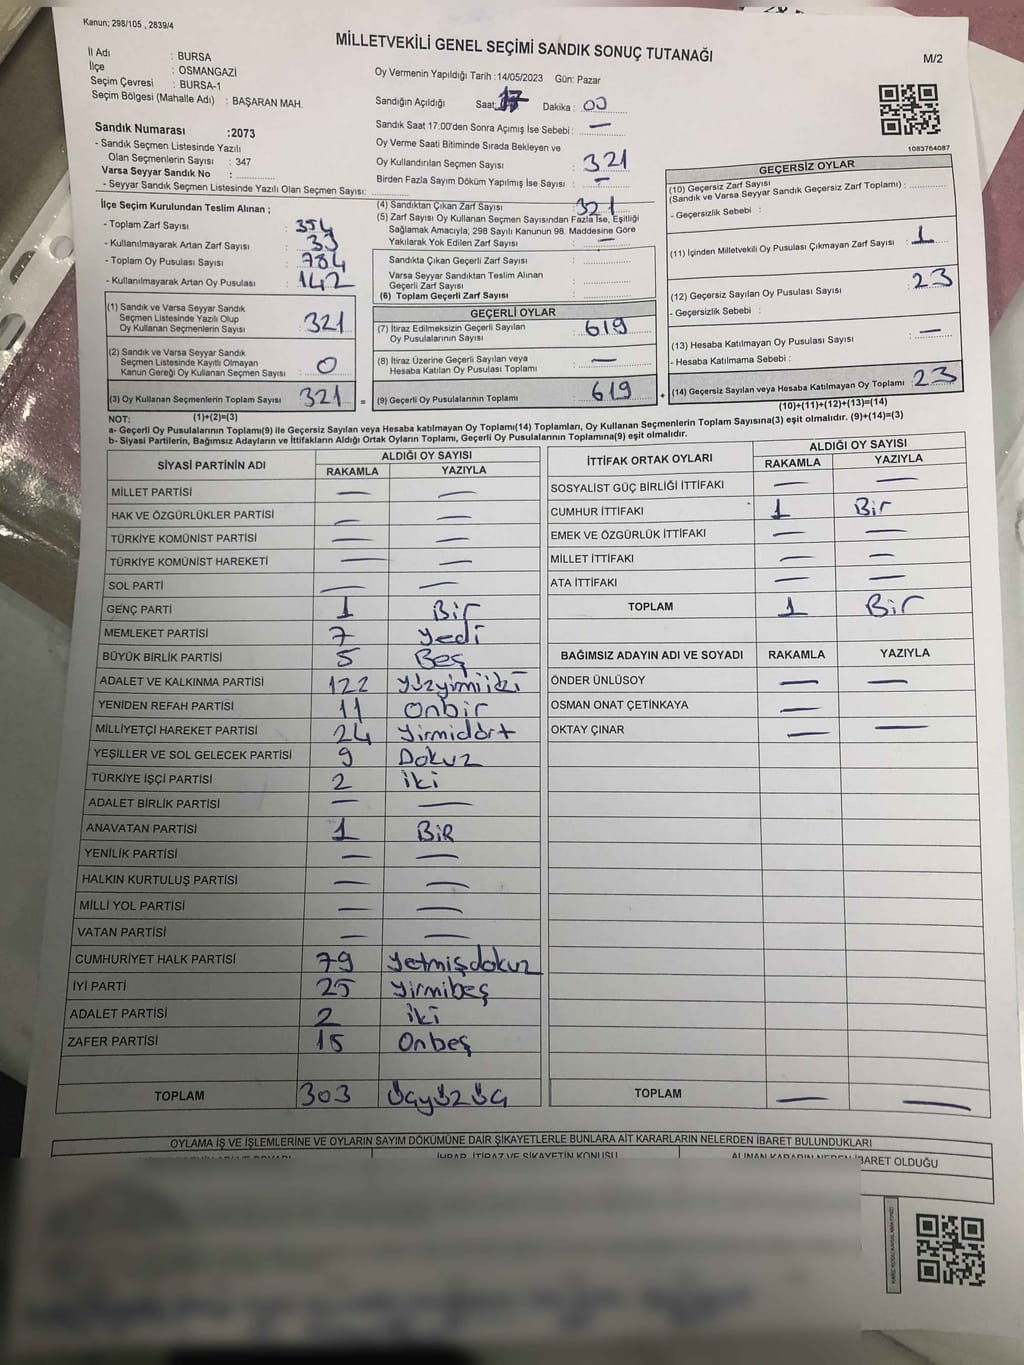 Kanun; 298/105 , 2839/4
MİLLETVEKİLİ GENEL SEÇİMİ SANDIK SONUÇ TUTANAĞI
M/2
İl Adı : BURSA
İlçe : OSMANGAZİ
Seçim Çevresi : BURSA-1
Seçim Bölgesi (Mahalle Adı) : BAŞARAN MAH.
Oy Vermenin Yapıldığı Tarih :14/05/2023 Gün: Pazar
Sandığın Açıldığı Saat: 17 Dakika : 00
Sandık Saat 17:00'den Sonra Açımış İse Sebebi : —
Oy Verme Saati Bitiminde Sırada Bekleyen ve
Oy Kullandırılan Seçmen Sayısı : 321
Birden Fazla Sayım Döküm Yapılmış İse Sayısı : —
1083764087
Sandık Numarası :2073
- Sandık Seçmen Listesinde Yazılı
Olan Seçmenlerin Sayısı : 347
Varsa Seyyar Sandık No :
- Seyyar Sandık Seçmen Listesinde Yazılı Olan Seçmen Sayısı:
İlçe Seçim Kurulundan Teslim Alınan ;
- Toplam Zarf Sayısı : 354
- Kullanılmayarak Artan Zarf Sayısı : 33
- Toplam Oy Pusulası Sayısı : 784
- Kullanılmayarak Artan Oy Pusulası : 142
(1) Sandık ve Varsa Seyyar Sandık
Seçmen Listesinde Yazılı Olup
Oy Kullanan Seçmenlerin Sayısı : 321
(2) Sandık ve Varsa Seyyar Sandık
Seçmen Listesinde Kayıtlı Olmayan
Kanun Gereği Oy Kullanan Seçmen Sayısı : 0
(3) Oy Kullanan Seçmenlerin Toplam Sayısı : 321
(1)+(2)=(3)
(4) Sandıktan Çıkan Zarf Sayısı : 321
(5) Zarf Sayısı Oy Kullanan Seçmen Sayısından Fazla İse, Eşitliği
Sağlamak Amacıyla; 298 Sayılı Kanunun 98. Maddesine Göre
Yakılarak Yok Edilen Zarf Sayısı : —
Sandıkta Çıkan Geçerli Zarf Sayısı :
Varsa Seyyar Sandıktan Teslim Alınan
Geçerli Zarf Sayısı :
(6) Toplam Geçerli Zarf Sayısı :
GEÇERLİ OYLAR
(7) İtiraz Edilmeksizin Geçerli Sayılan
Oy Pusulalarının Sayısı : 619
(8) İtiraz Üzerine Geçerli Sayılan veya
Hesaba Katılan Oy Pusulası Toplamı : —
= (9) Geçerli Oy Pusulalarının Toplamı : 619 +
GEÇERSİZ OYLAR
(10) Geçersiz Zarf Sayısı
(Sandık ve Varsa Seyyar Sandık Geçersiz Zarf Toplamı) :
- Geçersizlik Sebebi :
(11) İçinden Milletvekili Oy Pusulası Çıkmayan Zarf Sayısı : 1
(12) Geçersiz Sayılan Oy Pusulası Sayısı : 23
- Geçersizlik Sebebi :
(13) Hesaba Katılmayan Oy Pusulası Sayısı : —
- Hesaba Katılmama Sebebi :
(14) Geçersiz Sayılan veya Hesaba Katılmayan Oy Toplamı : 23
(10)+(11)+(12)+(13)=(14)
NOT:
a- Geçerli Oy Pusulalarının Toplamı(9) ile Geçersiz Sayılan veya Hesaba katılmayan Oy Toplamı(14) Toplamları, Oy Kullanan Seçmenlerin Toplam Sayısına(3) eşit olmalıdır. (9)+(14)=(3)
b- Siyasi Partilerin, Bağımsız Adayların ve İttifakların Aldığı Ortak Oyların Toplamı, Geçerli Oy Pusulalarının Toplamına(9) eşit olmalıdır.
SİYASİ PARTİNİN ADI ALDIĞI OY SAYISI
RAKAMLA YAZIYLA
MİLLET PARTİSİ — —
HAK VE ÖZGÜRLÜKLER PARTİSİ — —
TÜRKİYE KOMÜNİST PARTİSİ — —
TÜRKİYE KOMÜNİST HAREKETİ — —
SOL PARTİ — —
GENÇ PARTİ 1 Bir
MEMLEKET PARTİSİ 7 Yedi
BÜYÜK BİRLİK PARTİSİ 5 Beş
ADALET VE KALKINMA PARTİSİ 122 Yüzyimiiki
YENİDEN REFAH PARTİSİ 11 Onbir
MİLLİYETÇİ HAREKET PARTİSİ 24 Yirmidört
YEŞİLLER VE SOL GELECEK PARTİSİ 9 Dokuz
TÜRKİYE İŞÇİ PARTİSİ 2 iki
ADALET BİRLİK PARTİSİ — —
ANAVATAN PARTİSİ 1 BiR
YENİLİK PARTİSİ — —
HALKIN KURTULUŞ PARTİSİ — —
MİLLİ YOL PARTİSİ — —
VATAN PARTİSİ — —
CUMHURİYET HALK PARTİSİ 79 Yetmişdokuz
İYİ PARTİ 25 Yirmibeş
ADALET PARTİSİ 2 iki
ZAFER PARTİSİ 15 Onbeş
TOPLAM 303 Üçyüzüç
İTTİFAK ORTAK OYLARI ALDIĞI OY SAYISI
RAKAMLA YAZIYLA
SOSYALİST GÜÇ BİRLİĞİ İTTİFAKI — —
CUMHUR İTTİFAKI 1 Bir
EMEK VE ÖZGÜRLÜK İTTİFAKI — —
MİLLET İTTİFAKI — —
ATA İTTİFAKI — —
TOPLAM 1 Bir
BAĞIMSIZ ADAYIN ADI VE SOYADI RAKAMLA YAZIYLA
ÖNDER ÜNLÜSOY — —
OSMAN ONAT ÇETİNKAYA —
OKTAY ÇINAR — —
TOPLAM — —
OYLAMA İŞ VE İŞLEMLERİNE VE OYLARIN SAYIM DÖKÜMÜNE DAİR ŞİKAYETLERLE BUNLARA AİT KARARLARIN NELERDEN İBARET BULUNDUKLARI
İHBAR, İTİRAZ VE ŞİKAYETİN KONUSU ALINAN KARARIN NEDEN İBARET OLDUĞU